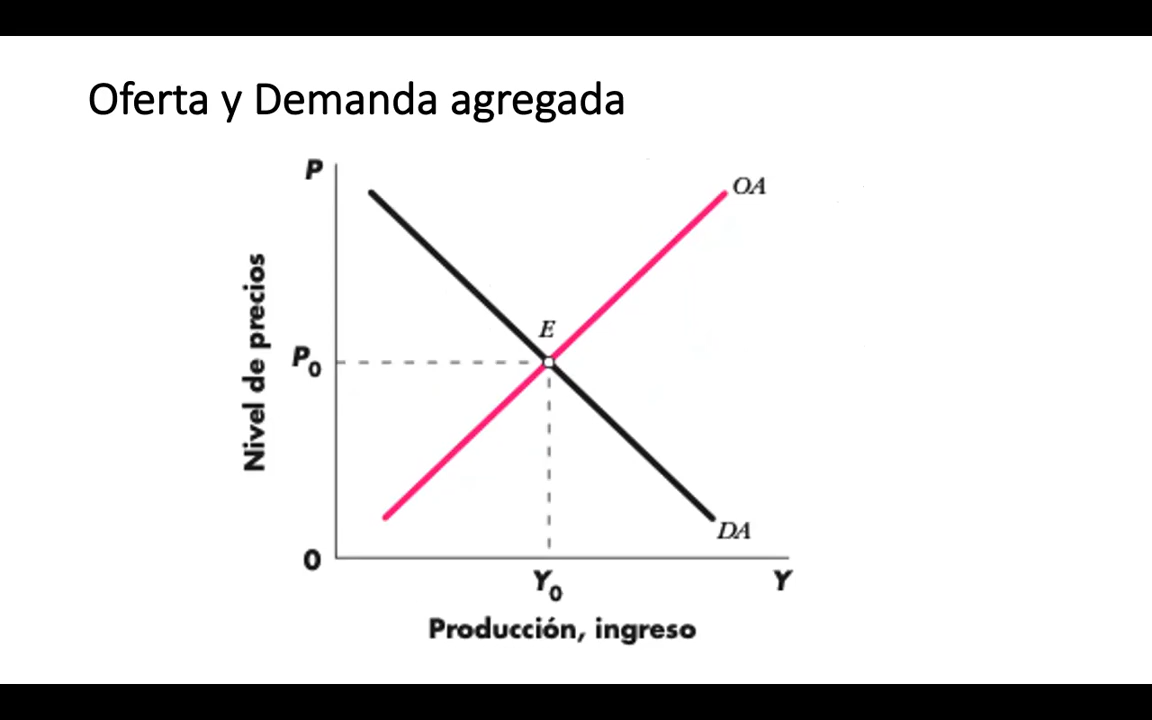 Oferta y Demanda agregada
P
OA
Nivel de precios
E
P₀
DA
0
Y₀
Y
Producción, ingreso